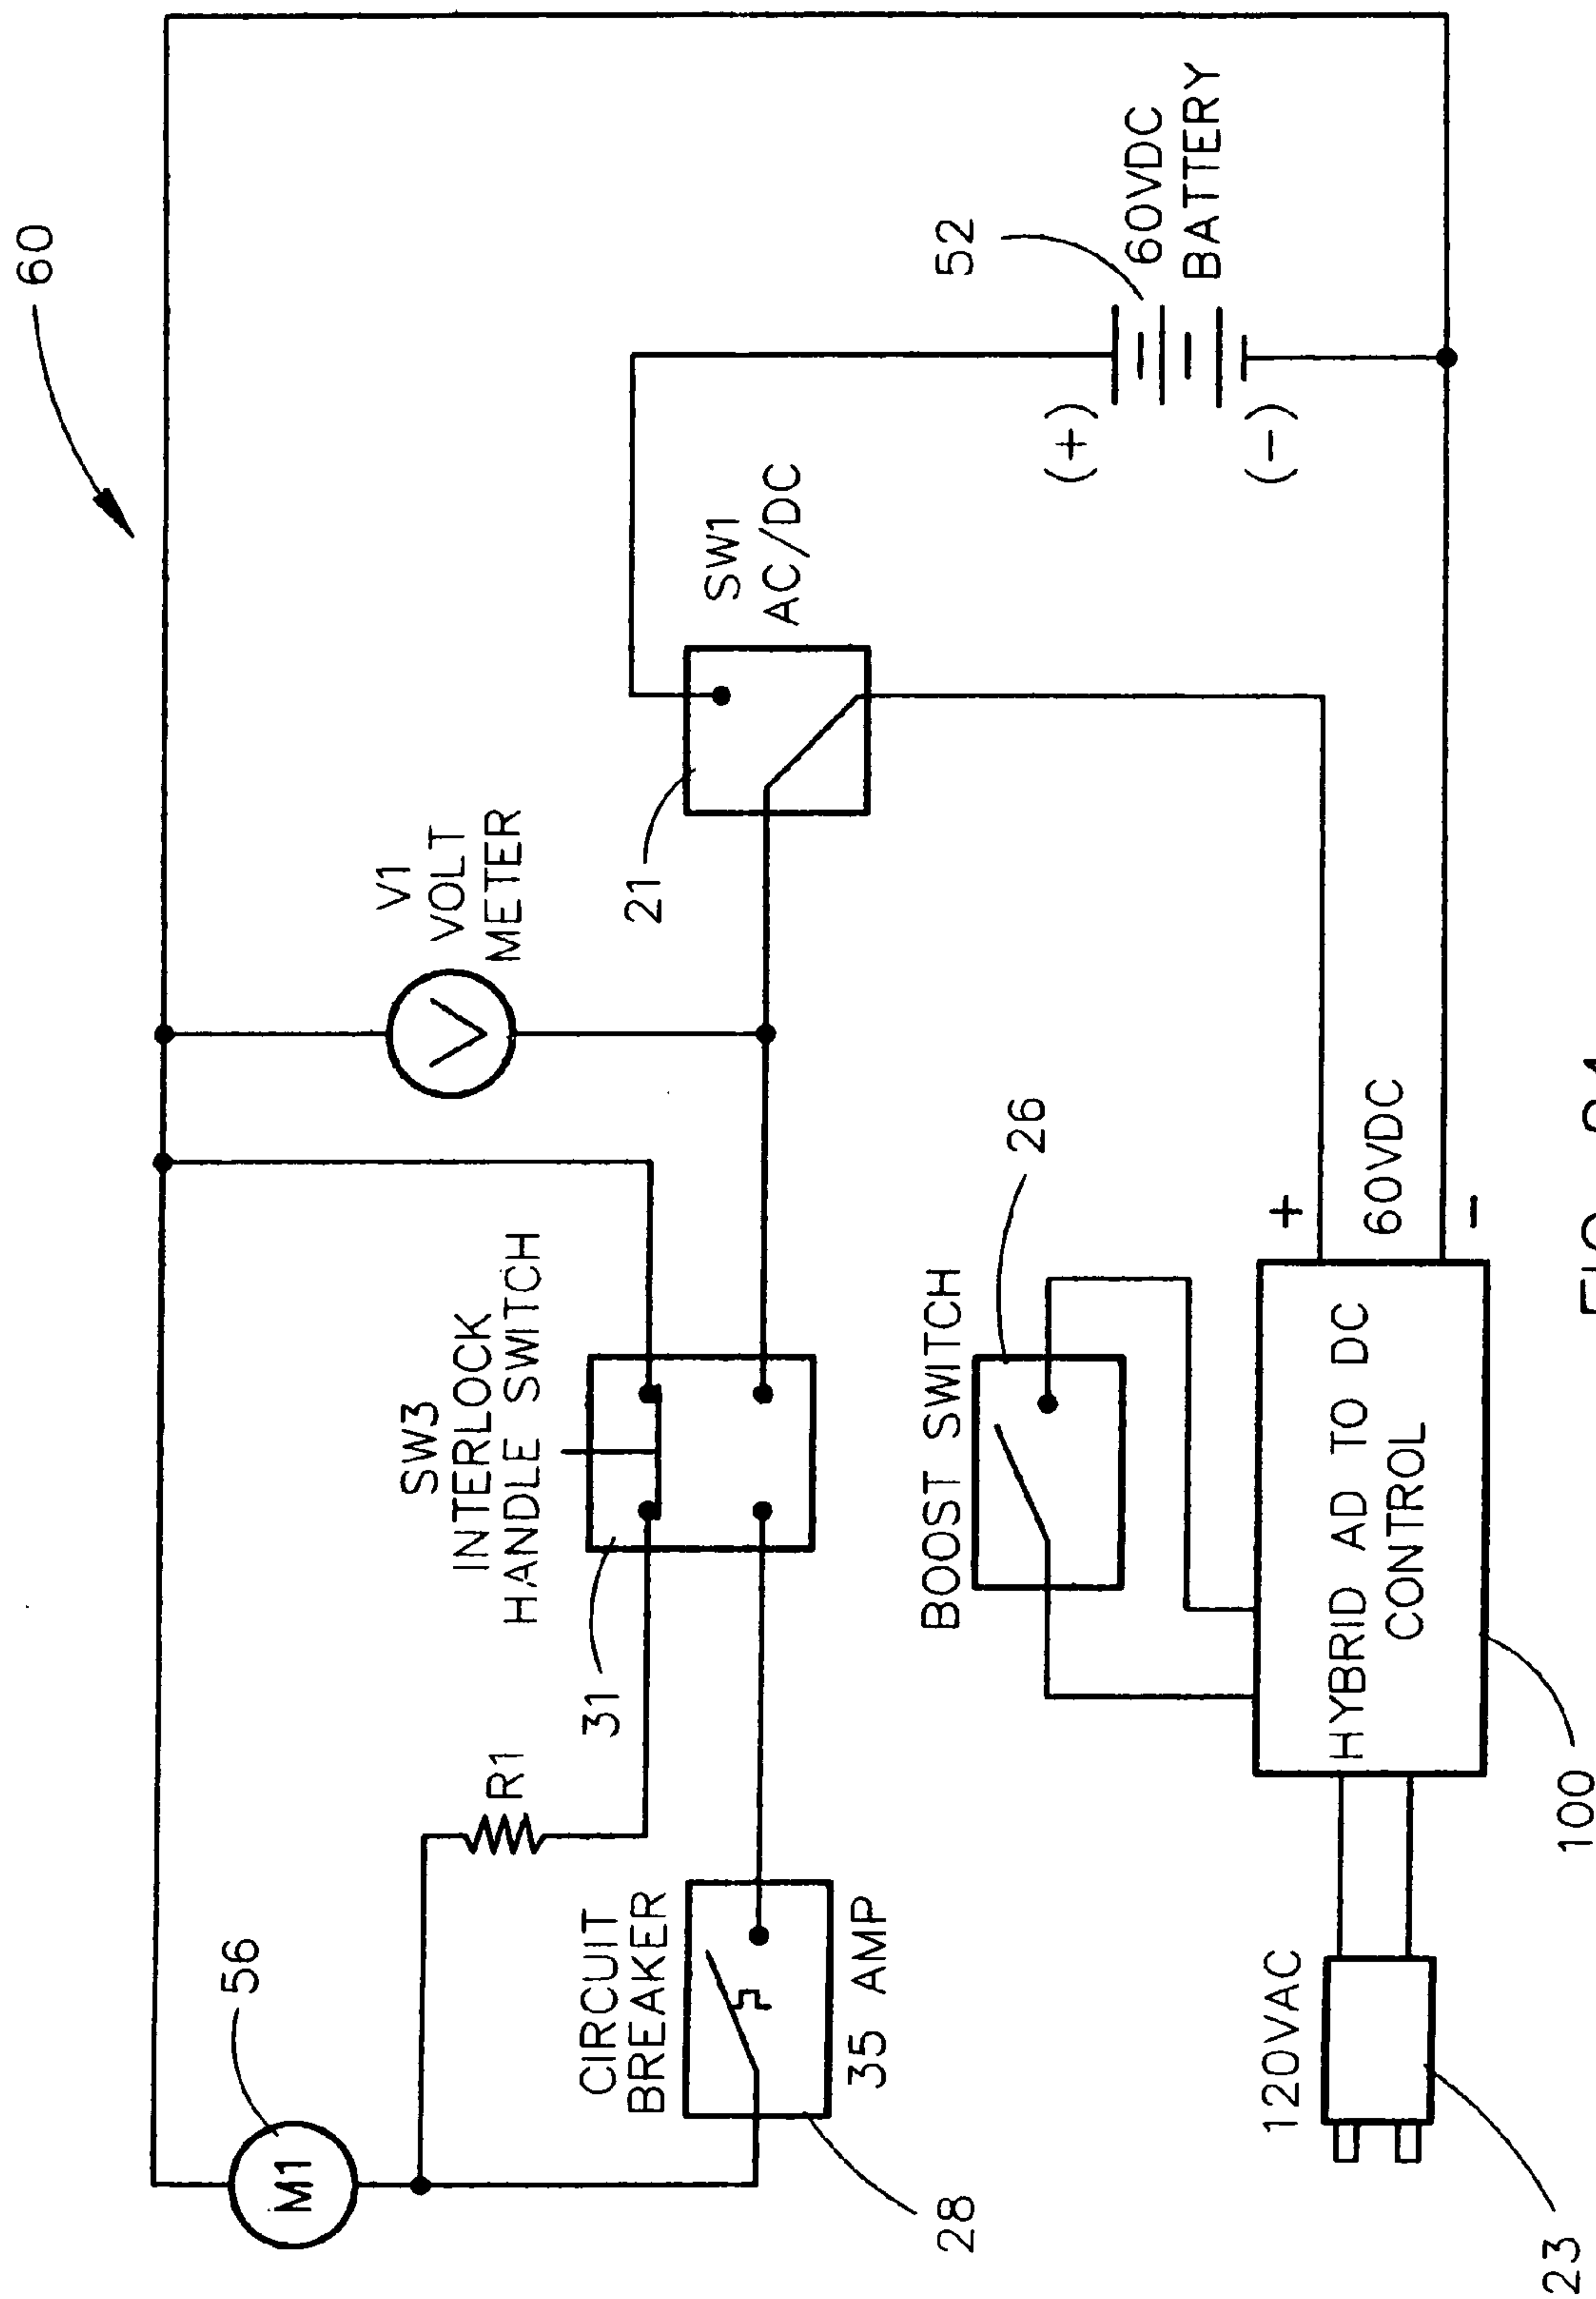 60
V1
VOLT
METER
SW1
AC/DC
21
52
60VDC
BATTERY
(+)
(-)
SW3
INTERLOCK
HANDLE SWITCH
31
R1
56
M1
CIRCUIT
BREAKER
35 AMP
28
BOOST SWITCH
26
HYBRID AD TO DC
CONTROL
+
60VDC
-
100
120VAC
23